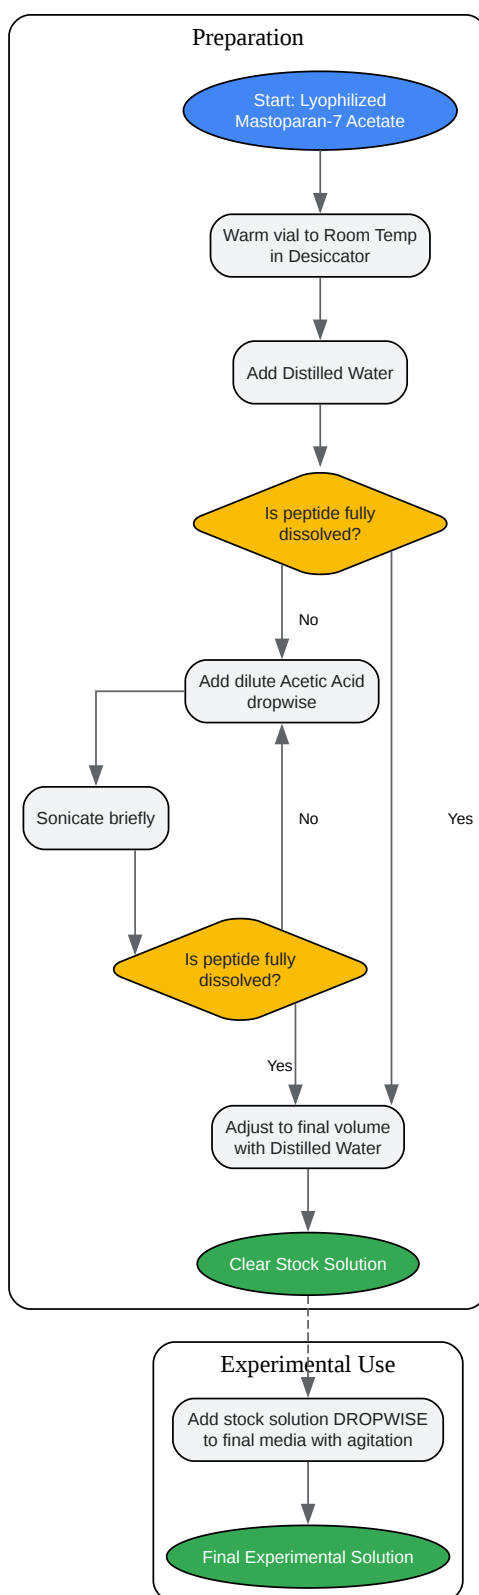 Preparation
Start: Lyophilized
Mastoparan-7 Acetate
Warm vial to Room Temp
in Desiccator
Add Distilled Water
Is peptide fully
dissolved?
No
Add dilute Acetic Acid
dropwise
Sonicate briefly
No
Yes
Is peptide fully
dissolved?
Yes
Adjust to final volume
with Distilled Water
Clear Stock Solution
Experimental Use
Add stock solution DROPWISE
to final media with agitation
Final Experimental Solution